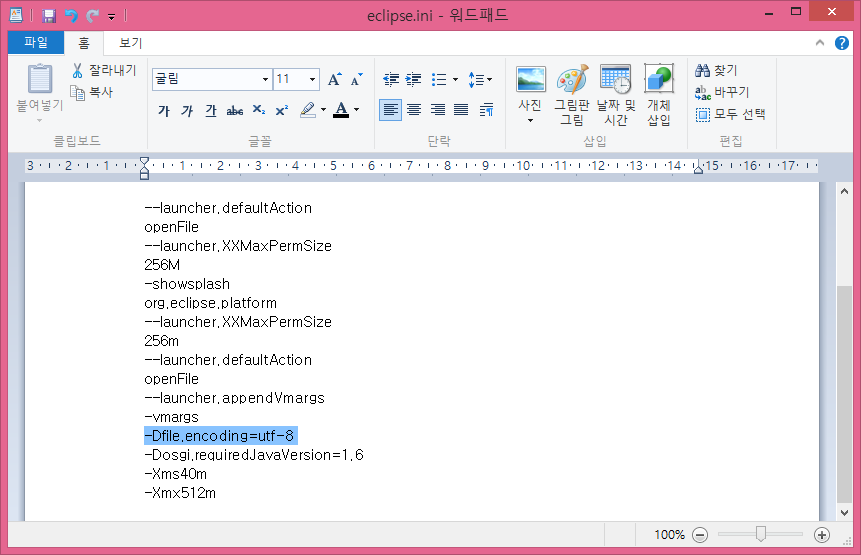 eclipse.ini - 워드패드
파일 홈 보기
붙여넣기
잘라내기
복사
클립보드
굴림 11
가 가 가 abc X₂ X² 가
글꼴
단락
사진
그림판
그림
날짜 및
시간
개체
삽입
삽입
찾기
바꾸기
모두 선택
편집
3 2 1 1 2 3 4 5 6 7 8 9 10 11 12 13 14 15 16 17
--launcher.defaultAction
openFile
--launcher.XXMaxPermSize
256M
-showsplash
org.eclipse.platform
--launcher.XXMaxPermSize
256m
--launcher.defaultAction
openFile
--launcher.appendVmargs
-vmargs
-Dfile.encoding=utf-8
-Dosgi.requiredJavaVersion=1.6
-Xms40m
-Xmx512m
100%